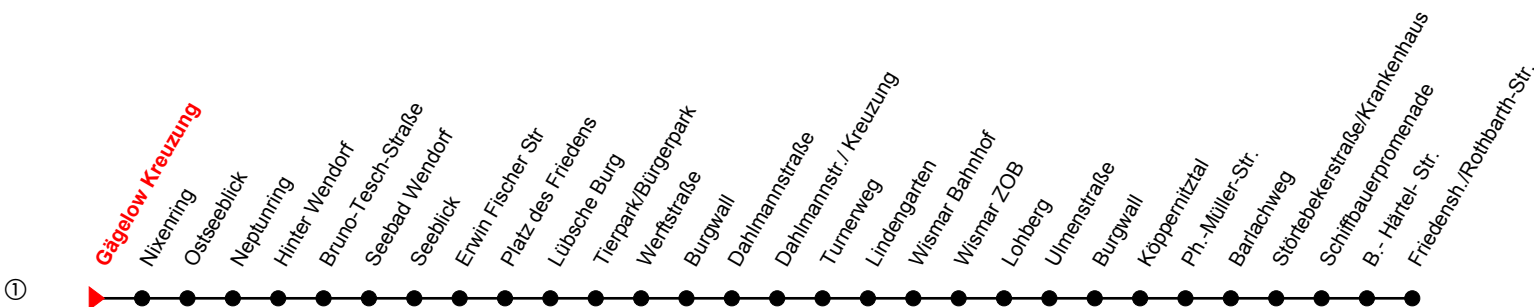 Gägelow Kreuzung
Nixenring
Ostseeblick
Neptunring
Hinter Wendorf
Bruno-Tesch-Straße
Seebad Wendorf
Seeblick
Erwin Fischer Str
Platz des Friedens
Lübsche Burg
Tierpark/Bürgerpark
Werftstraße
Burgwall
Dahlmannstraße
Dahlmannstr./ Kreuzung
Turnerweg
Lindengarten
Wismar Bahnhof
Wismar ZOB
Lohberg
Ulmenstraße
Burgwall
Köppernitztal
Ph.-Müller-Str.
Barlachweg
Störtebekerstraße/Krankenhaus
Schiffbauerpromenade
B.- Härtel- Str.
Friedensh./Rothbarth-Str.
①